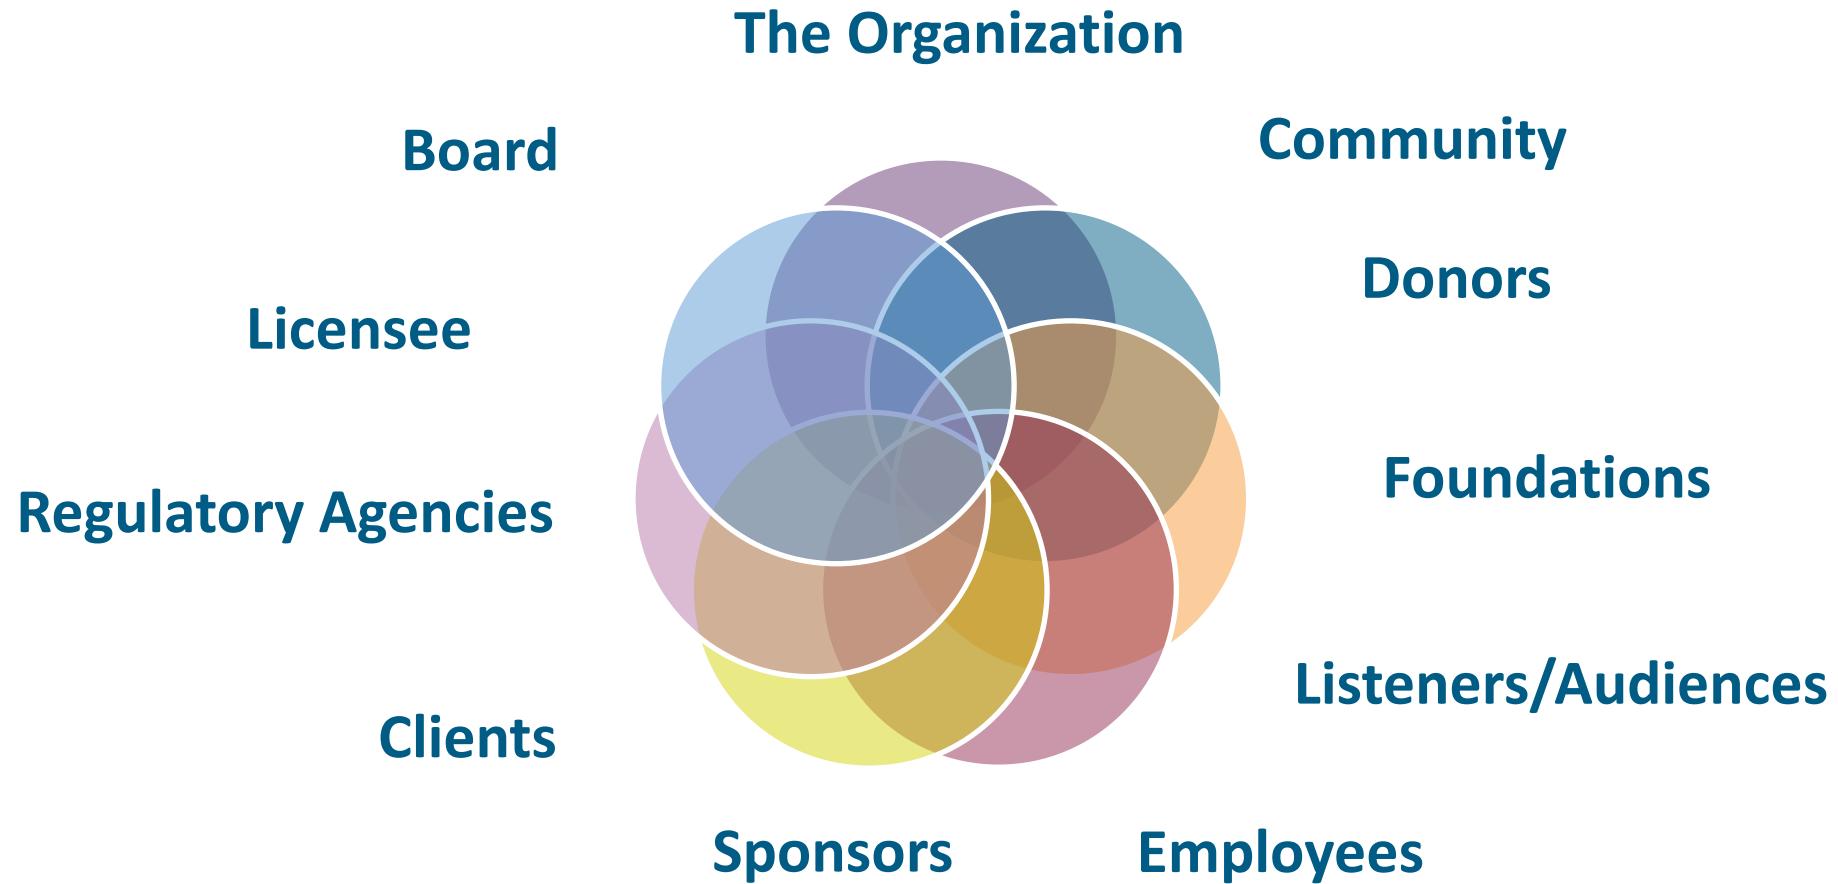 The Organization
Board
Community
Donors
Licensee
Foundations
Regulatory Agencies
Listeners/Audiences
Clients
Sponsors
Employees